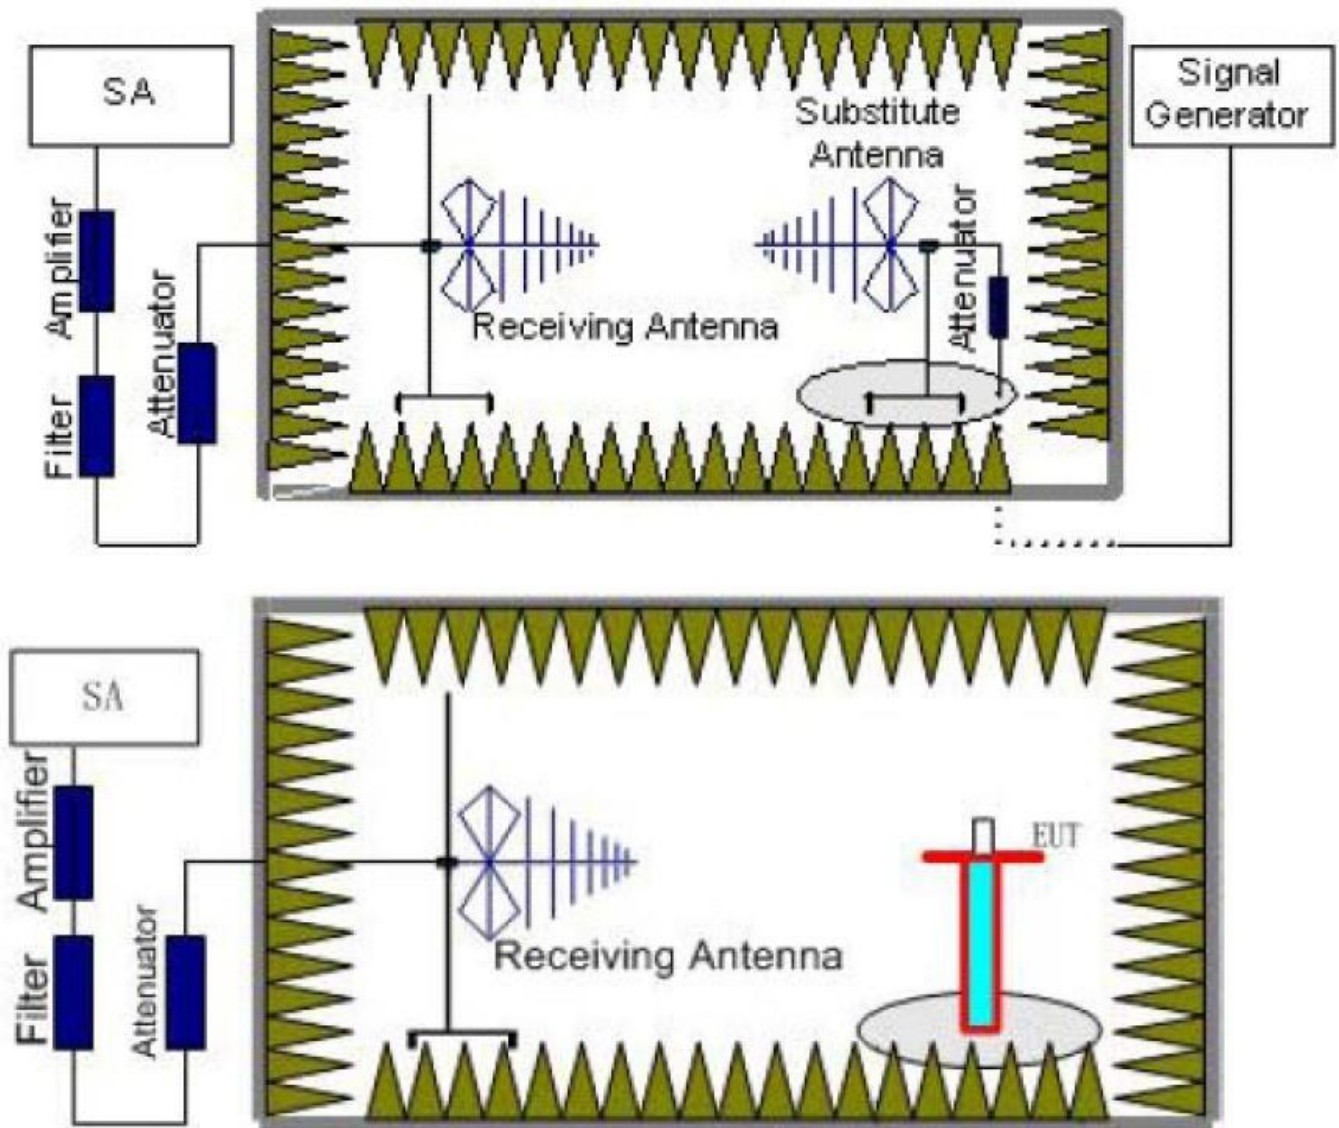 SA
Signal
Generator
Substitute
Antenna
Amplifier
Attenuator
Attenuator
Receiving Antenna
Filter
SA
Amplifier
EUT
Attenuator
Receiving Antenna
Filter